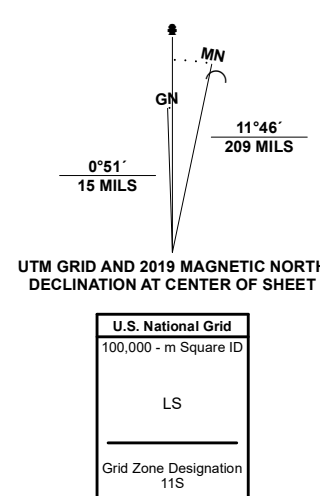 MN
GN
11°46´
209 MILS
0°51´
15 MILS
UTM GRID AND 2019 MAGNETIC NORTH
DECLINATION AT CENTER OF SHEET
U.S. National Grid
100,000 - m Square ID
LS
Grid Zone Designation
11S